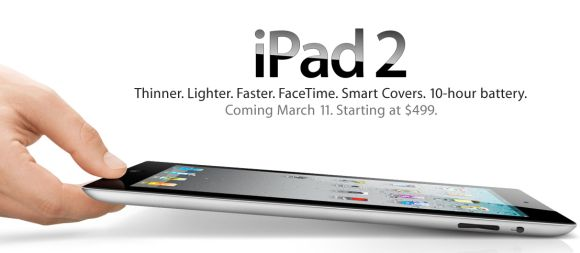 iPad 2
Thinner. Lighter. Faster. FaceTime. Smart Covers. 10-hour battery.
Coming March 11. Starting at $499.